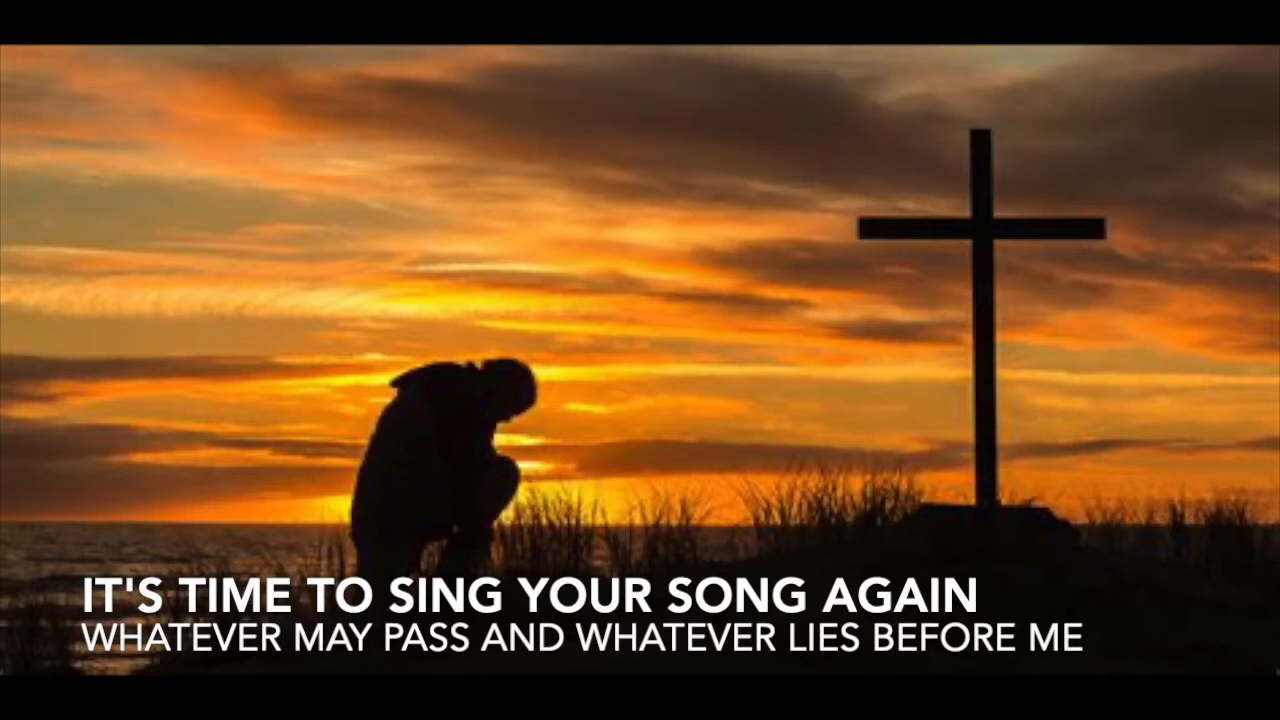 IT'S TIME TO SING YOUR SONG AGAIN
WHATEVER MAY PASS AND WHATEVER LIES BEFORE ME